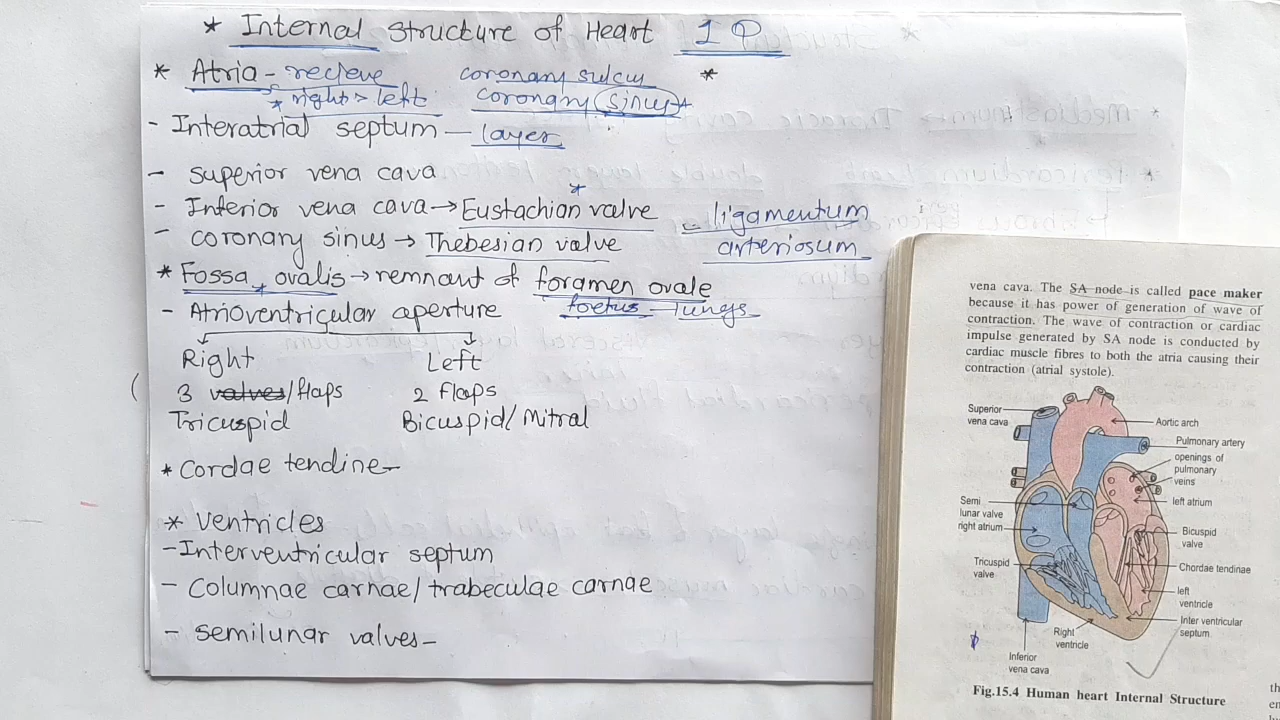 * Internal structure of Heart 1 Q
* Atria - recieve coronary sulcus *
* right > left coronary sinus *
- Interatrial septum — layer
- superior vena cava
- Inferior vena cava → Eustachian valve ligamentum
- coronary sinus → Thebesian valve arteriosum
* Fossa ovalis → remnant of foramen ovale
- Atrioventricular aperture foetus — lungs
Right Left
3 valves/flaps 2 flaps
Tricuspid Bicuspid/Mitral
* Cordae tendine -
* Ventricles
- Interventricular septum
- Columnae carnae/trabeculae carnae
- semilunar valves -
vena cava. The SA node is called pace maker
because it has power of generation of wave of
contraction. The wave of contraction or cardiac
impulse generated by SA node is conducted by
cardiac muscle fibres to both the atria causing their
contraction (atrial systole).
Superior
vena cava
Aortic arch
Pulmonary artery
openings of
pulmonary
veins
Semi
lunar valve
left atrium
right atrium
Bicuspid
valve
Tricuspid
valve
Chordae tendinae
left
ventricle
Inter ventricular
septum
Right
ventricle
Inferior
vena cava
Fig.15.4 Human heart Internal Structure